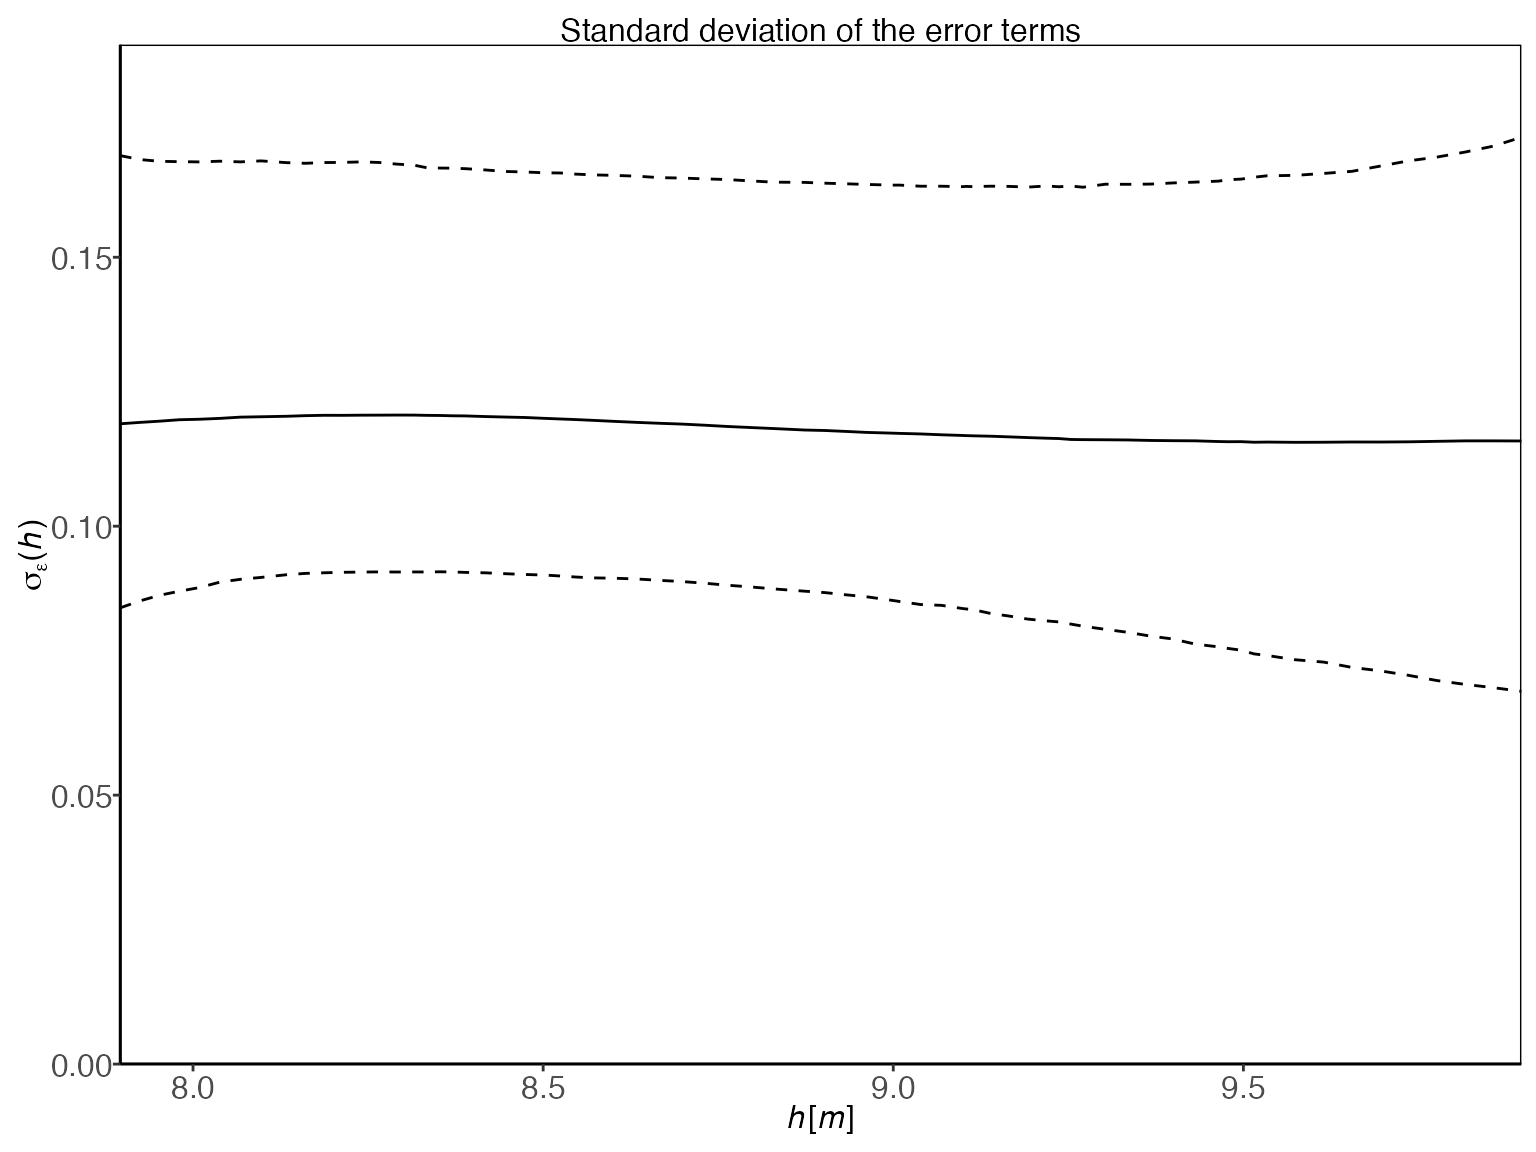 Standard deviation of the error terms
0.15
0.10
0.05
0.00
σε(h)
8.0 8.5 9.0 9.5
h[m]